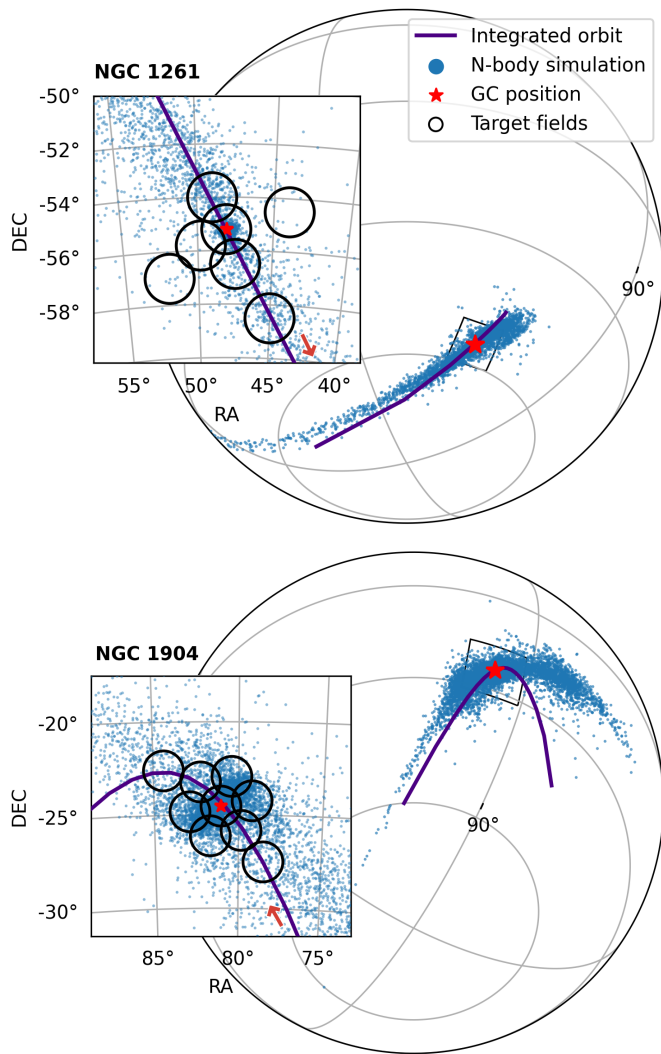 Integrated orbit
N-body simulation
GC position
Target fields
NGC 1261
-50°
-52°
-54°
-56°
-58°
DEC
55°
50°
45°
40°
RA
90°
NGC 1904
-20°
-25°
-30°
DEC
85°
80°
75°
RA
90°